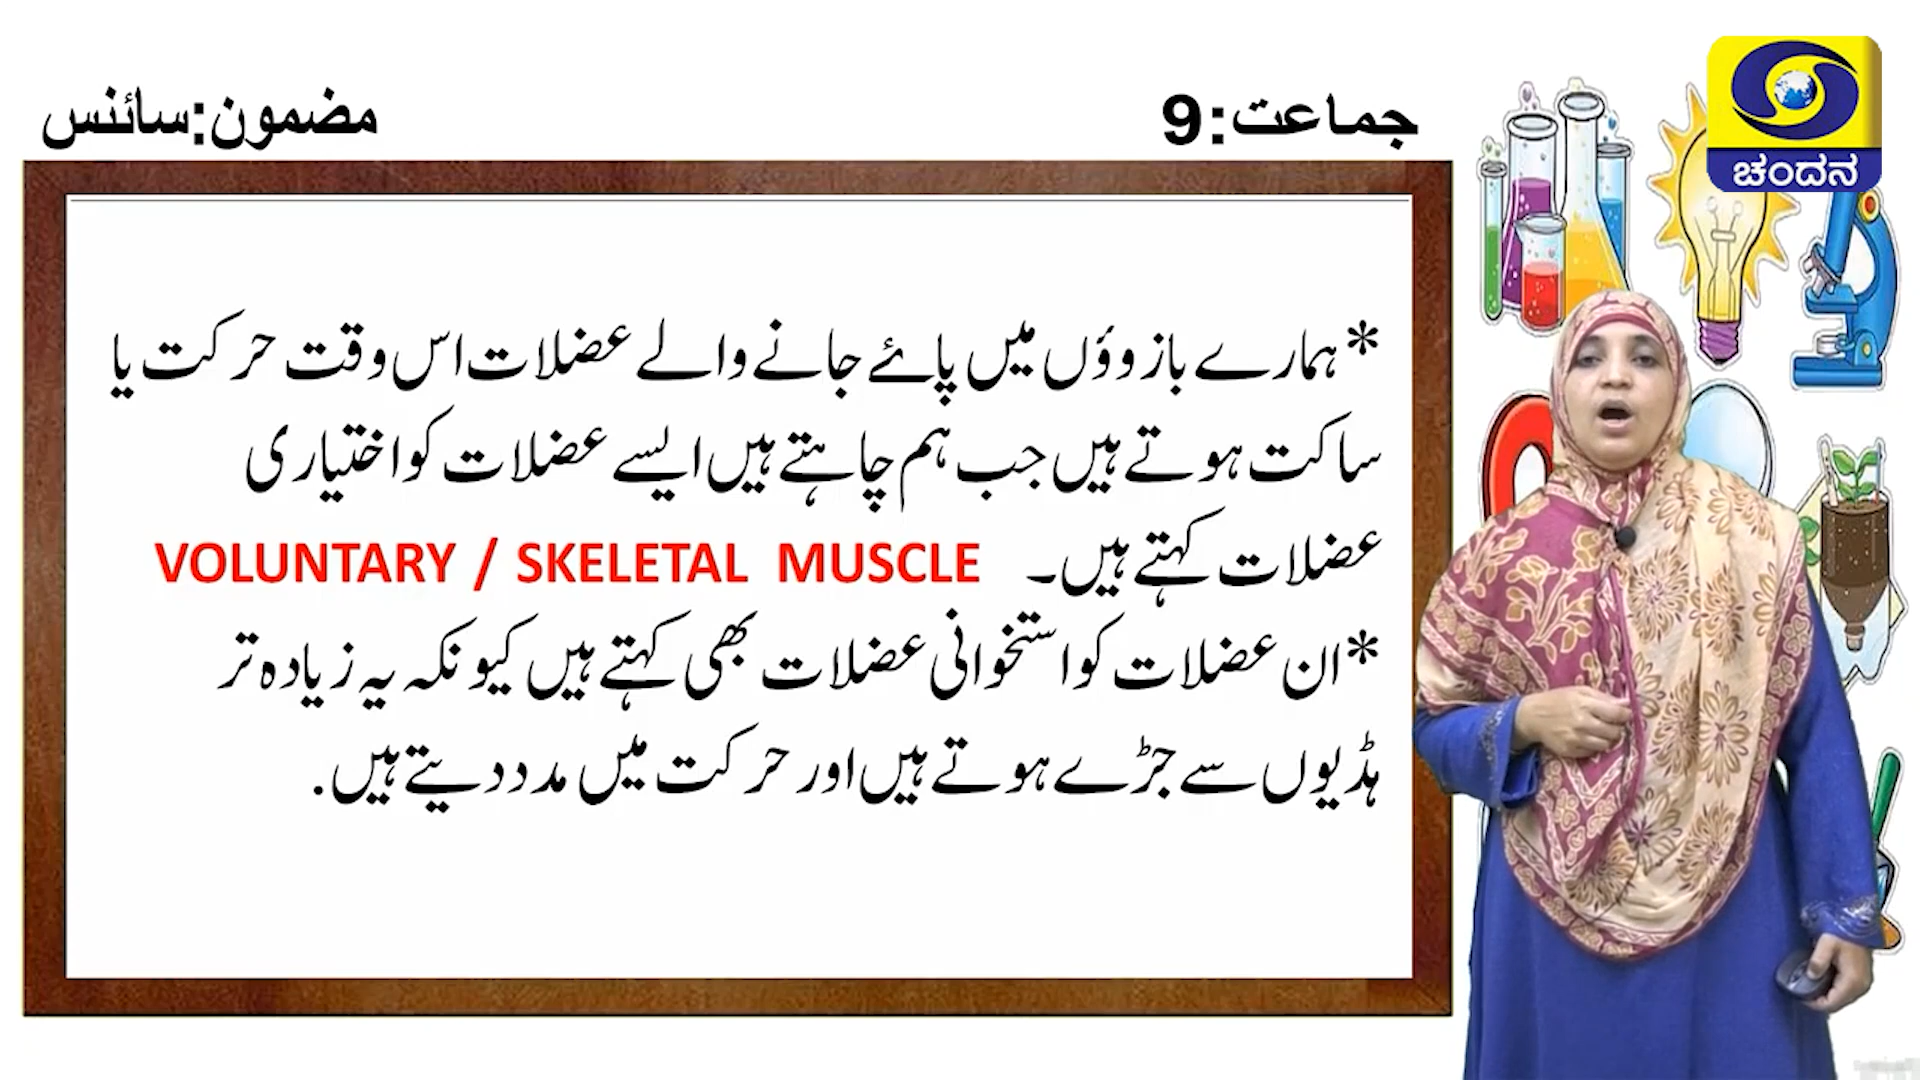 جماعت:9
مضمون:سائنس
ಚಂದನ
* ہمارے بازوؤں میں پائے جانے والے عضلات اس وقت حرکت یا
ساکت ہوتے ہیں جب ہم چاہتے ہیں ایسے عضلات کو اختیاری
عضلات کہتے ہیں۔ VOLUNTARY / SKELETAL MUSCLE
* ان عضلات کو استخوانی عضلات بھی کہتے ہیں کیونکہ یہ زیادہ تر
ہڈیوں سے جڑے ہوتے ہیں اور حرکت میں مدد دیتے ہیں.